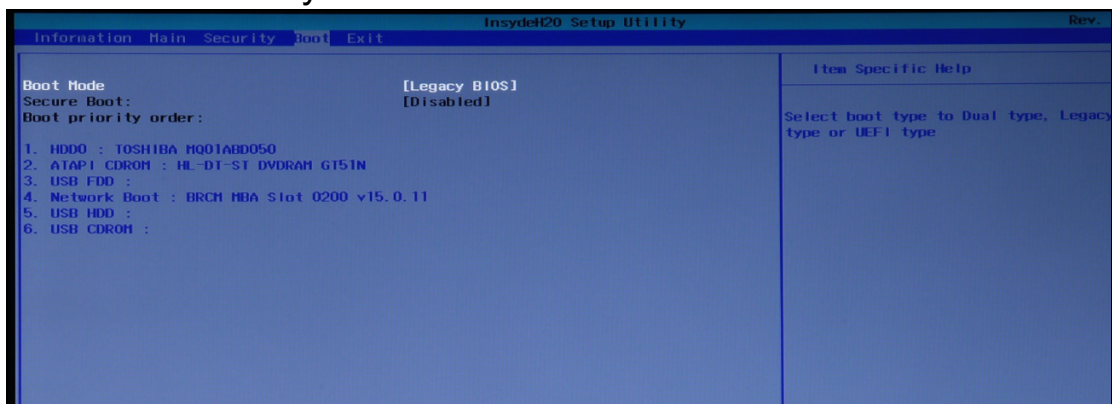 InsydeH20 Setup Utility Rev.
Information Main Security Boot Exit
Item Specific Help
Boot Mode [Legacy BIOS]
Secure Boot: [Disabled]
Boot priority order:
Select boot type to Dual type, Legacy
type or UEFI type
1. HDD0 : TOSHIBA MQ01ABD050
2. ATAPI CDROM : HL-DT-ST DVDRAM GT51N
3. USB FDD :
4. Network Boot : BRCM MBA Slot 0200 v15.0.11
5. USB HDD :
6. USB CDROM :